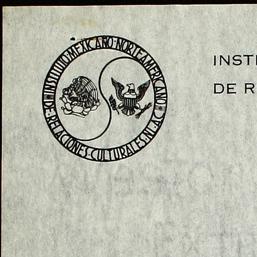 INSTITUTO MEXICANO-NORTEAMERICANO DE RELACIONES CULTURALES, N.L. A.C.
INSTI
DE R